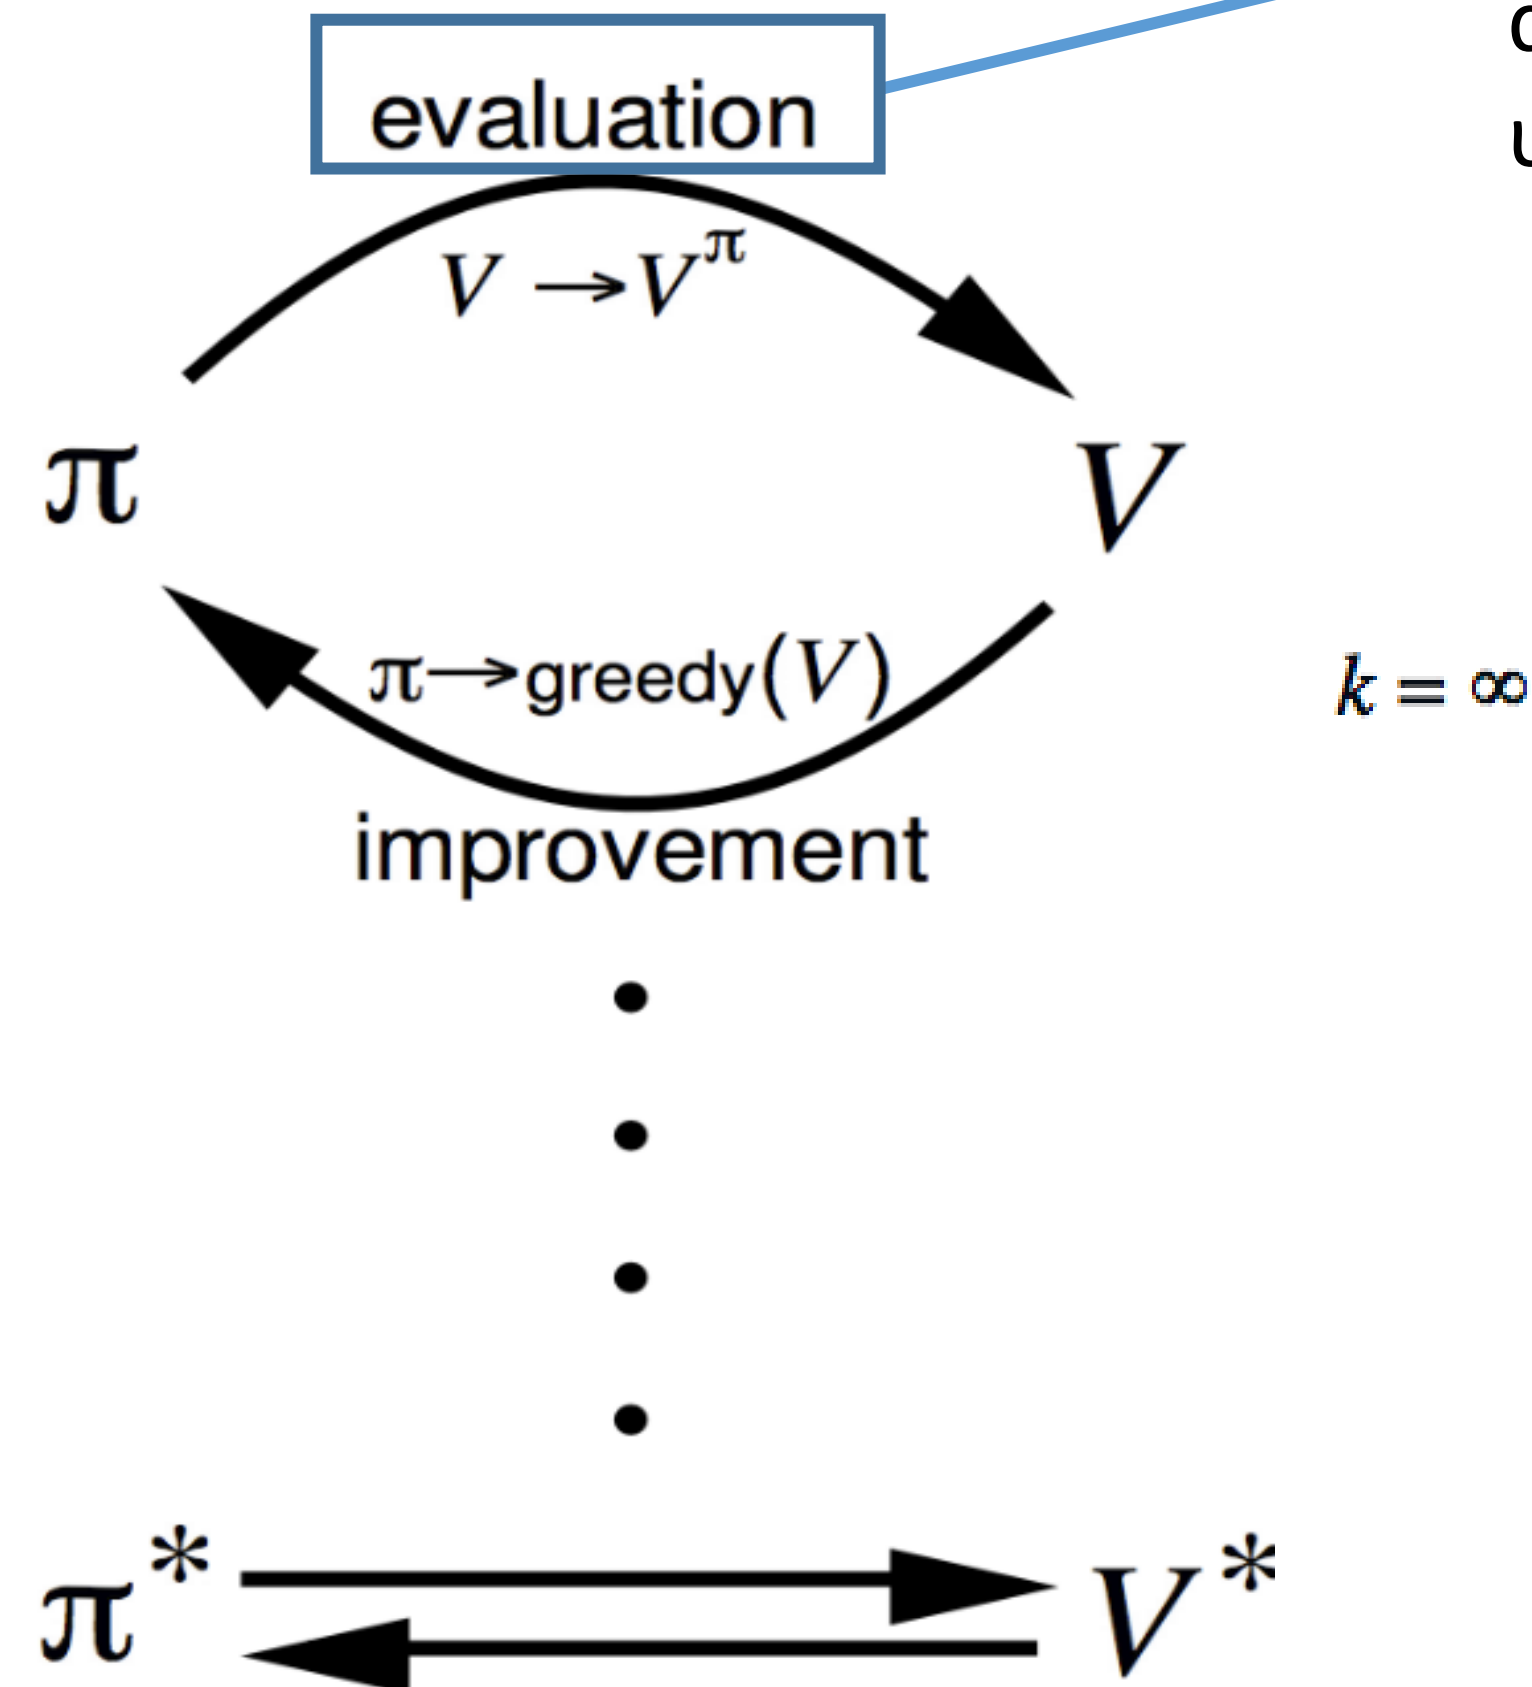 evaluation
V → V^π
π V
π → greedy(V)
k = ∞
improvement
π* V*